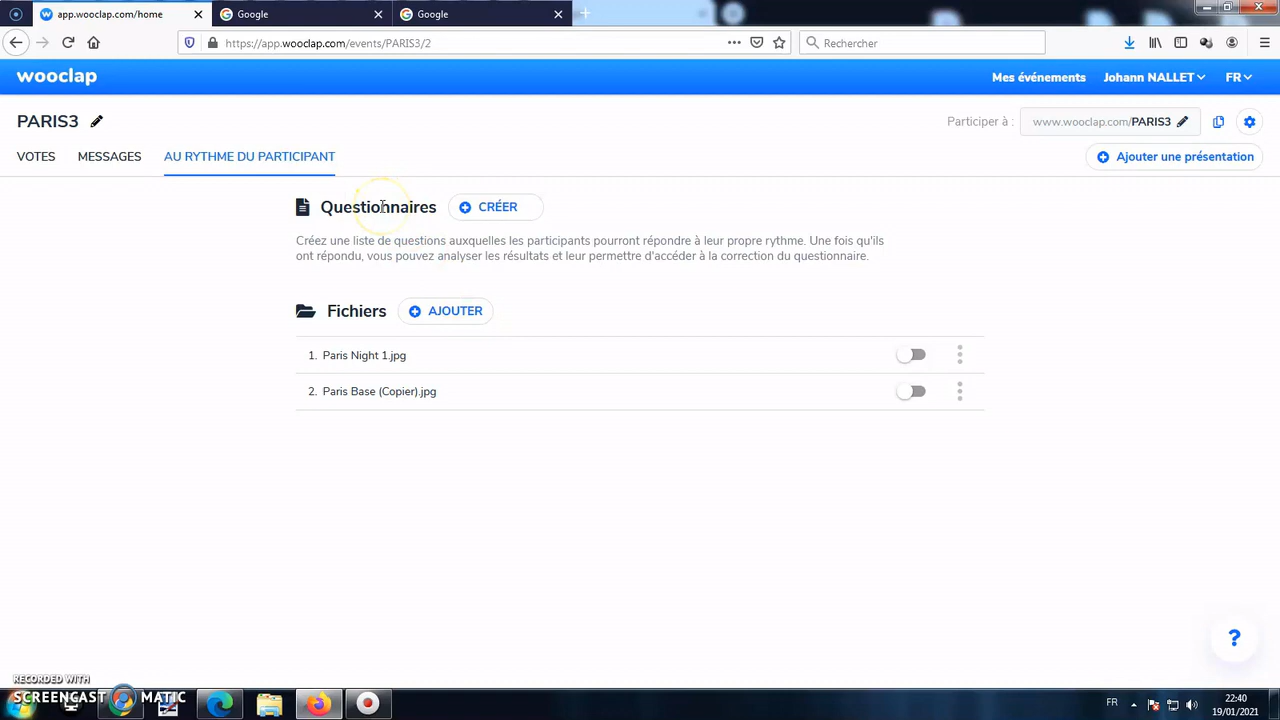 app.wooclap.com/home
Google
Google
https://app.wooclap.com/events/PARIS3/2
Rechercher
wooclap
Mes événements
Johann NALLET
FR
PARIS3
Participer à :
www.wooclap.com/PARIS3
VOTES
MESSAGES
AU RYTHME DU PARTICIPANT
Ajouter une présentation
Questionnaires
CRÉER
Créez une liste de questions auxquelles les participants pourront répondre à leur propre rythme. Une fois qu'ils
ont répondu, vous pouvez analyser les résultats et leur permettre d'accéder à la correction du questionnaire.
Fichiers
AJOUTER
1. Paris Night 1.jpg
2. Paris Base (Copier).jpg
?
RECORDED WITH
SCREENCAST MATIC
FR
22:40
19/01/2021